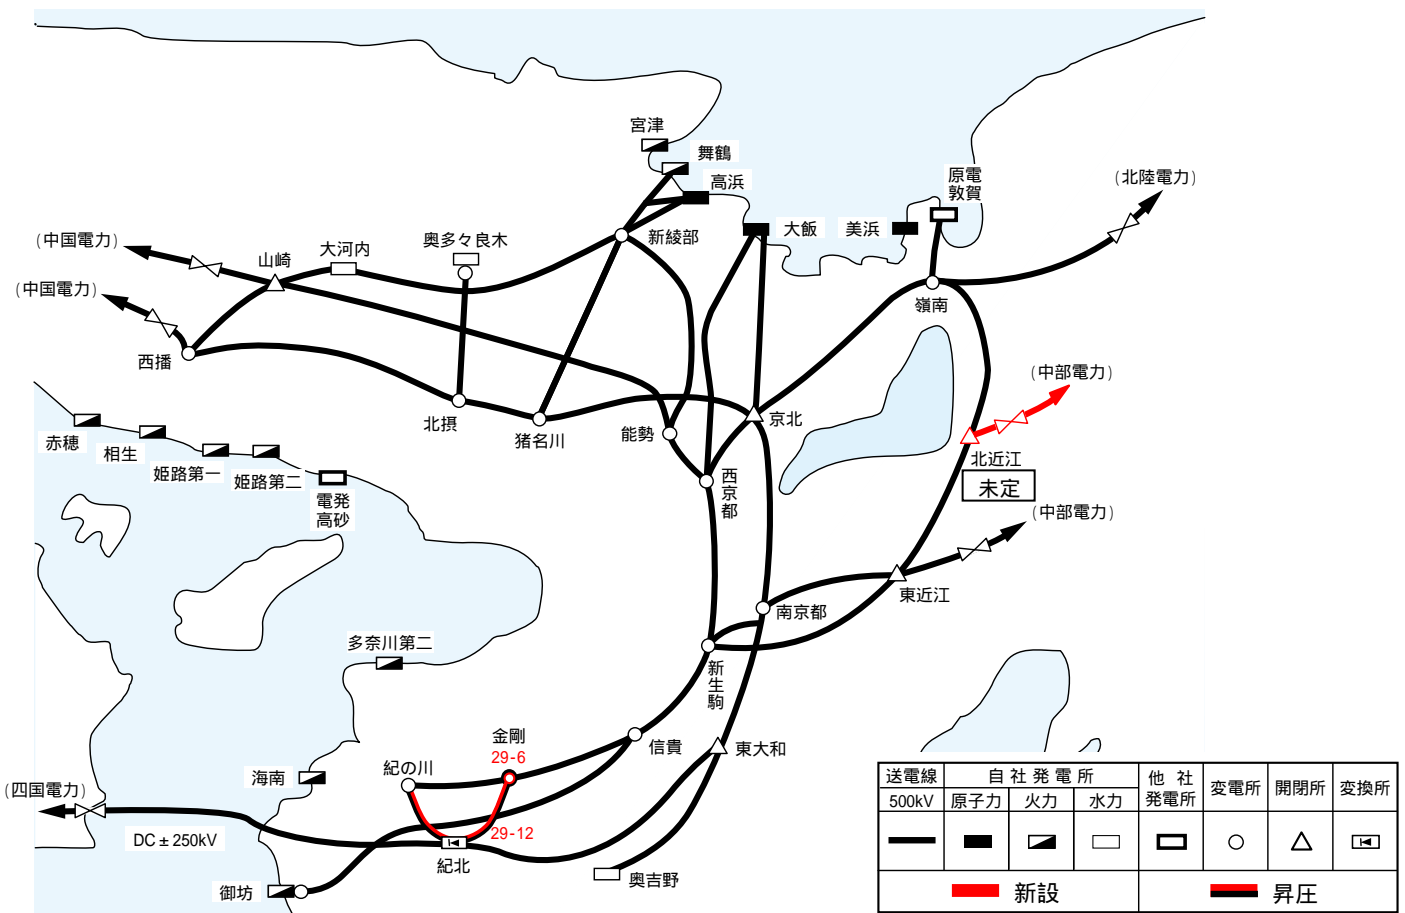 宮津
舞鶴
高浜
原電
敦賀
(北陸電力)
大飯
美浜
(中国電力)
山崎
大河内
奥多々良木
新綾部
(中国電力)
嶺南
西播
(中部電力)
北摂
猪名川
能勢
京北
赤穂
相生
姫路第一
姫路第二
北近江
未定
西京都
電発
高砂
(中部電力)
東近江
南京都
多奈川第二
新生駒
金剛
29-6
信貴
東大和
紀の川
海南
(四国電力)
29-12
DC±250kV
紀北
奥吉野
御坊
送電線 自社発電所 他社発電所 変電所 開閉所 変換所
500kV 原子力 火力 水力
新設 昇圧